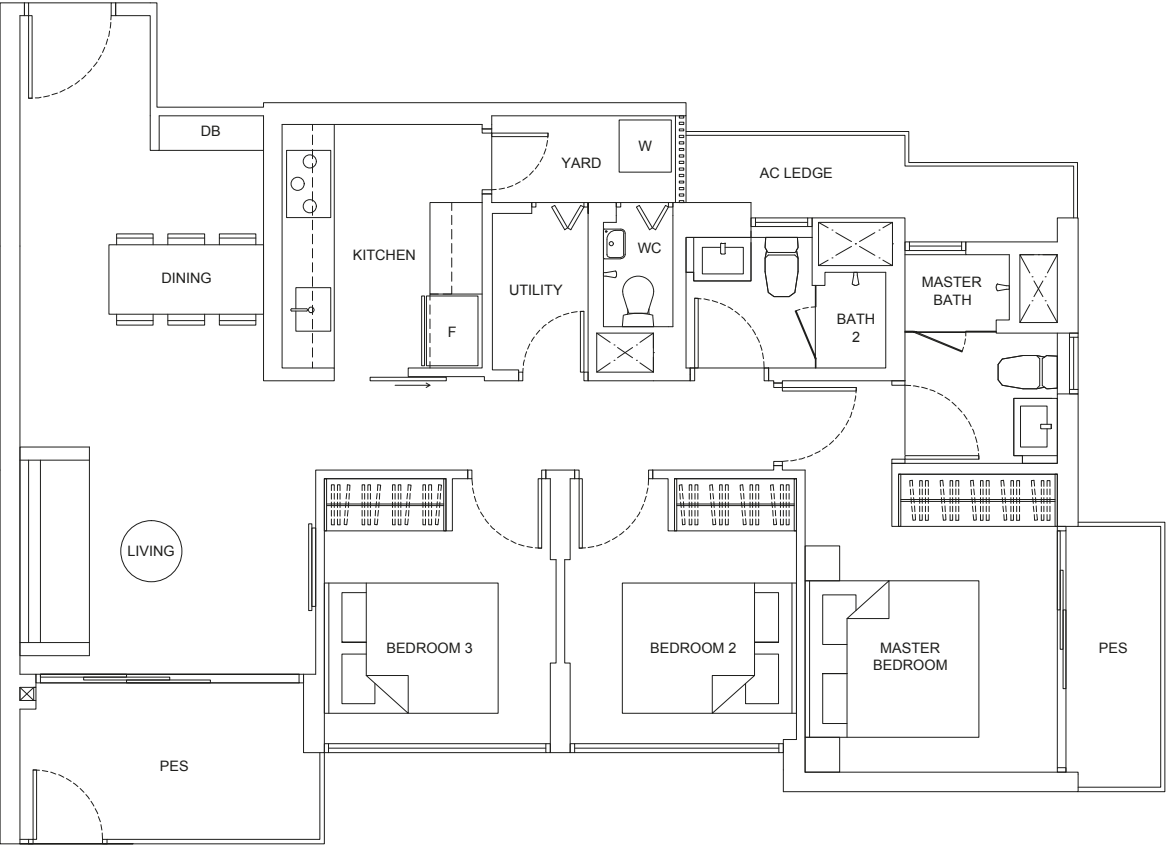 DB
YARD
W
AC LEDGE
KITCHEN
WC
DINING
UTILITY
MASTER
BATH
F
BATH
2
LIVING
BEDROOM 3
BEDROOM 2
MASTER
BEDROOM
PES
PES